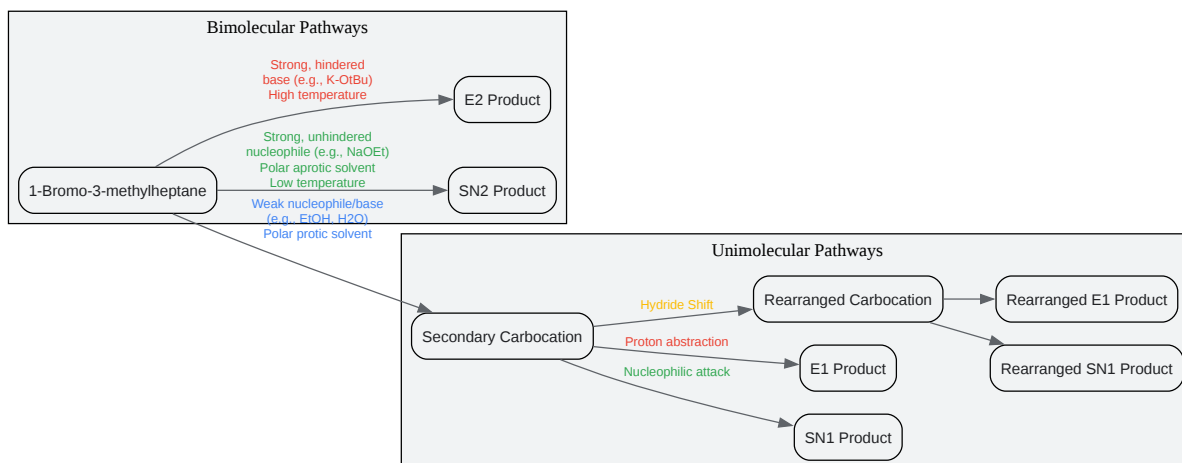 Bimolecular Pathways
Strong, hindered
base (e.g., K-OtBu)
High temperature
E2 Product
Strong, unhindered
nucleophile (e.g., NaOEt)
Polar aprotic solvent
Low temperature
1-Bromo-3-methylheptane
SN2 Product
Weak nucleophile/base
(e.g., EtOH, H2O)
Polar protic solvent
Unimolecular Pathways
Secondary Carbocation
Hydride Shift
Rearranged Carbocation
Rearranged E1 Product
Proton abstraction
E1 Product
Rearranged SN1 Product
Nucleophilic attack
SN1 Product